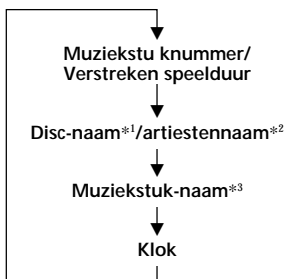 Muziekstu knummer/
Verstreken speelduur
Disc-naam*1/artiestennaam*2
Muziekstuk-naam*3
Klok